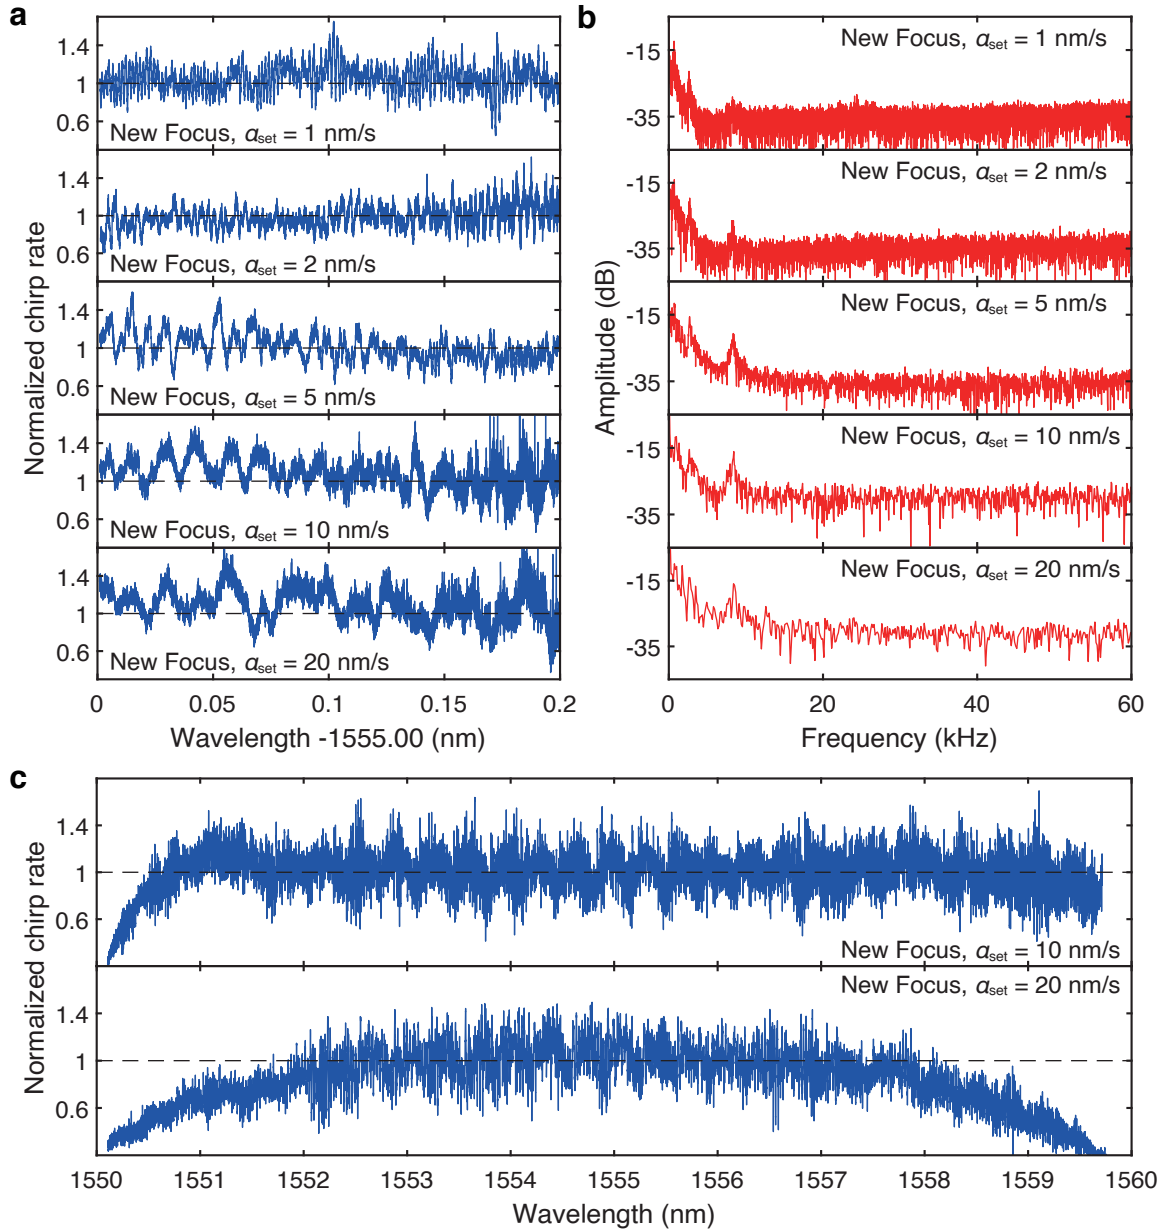 a
Normalized chirp rate
1.4
1
0.6
New Focus, αset = 1 nm/s
1.4
1
0.6
New Focus, αset = 2 nm/s
1.4
1
0.6
New Focus, αset = 5 nm/s
1.4
1
0.6
New Focus, αset = 10 nm/s
1.4
1
0.6
New Focus, αset = 20 nm/s
0 0.05 0.1 0.15 0.2
Wavelength -1555.00 (nm)
b
Amplitude (dB)
New Focus, αset = 1 nm/s
-15
-35
New Focus, αset = 2 nm/s
-15
-35
New Focus, αset = 5 nm/s
-15
-35
New Focus, αset = 10 nm/s
-15
-35
New Focus, αset = 20 nm/s
-15
-35
0 20 40 60
Frequency (kHz)
c
Normalized chirp rate
1.4
1
0.6
New Focus, αset = 10 nm/s
New Focus, αset = 20 nm/s
1.4
1
0.6
1550 1551 1552 1553 1554 1555 1556 1557 1558 1559 1560
Wavelength (nm)